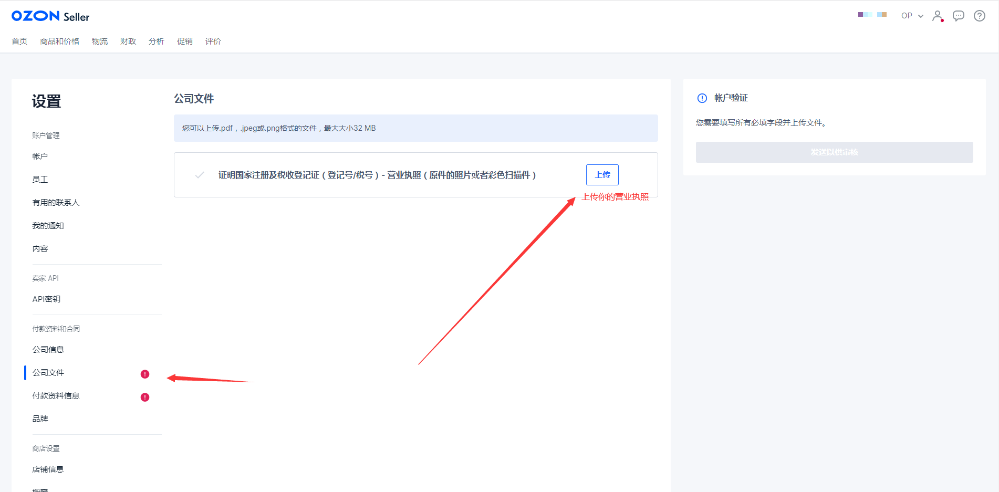 OZON Seller
OP
首页 商品和价格 物流 财政 分析 促销 评价
设置
账户管理
帐户
员工
有用的联系人
我的通知
内容
卖家 API
API密钥
付款资料和合同
公司信息
公司文件
付款资料信息
品牌
商店设置
店铺信息
橱窗
公司文件
您可以上传.pdf，.jpeg或.png格式的文件，最大大小32 MB
证明国家注册及税收登记证（登记号/税号）- 营业执照（原件的照片或者彩色扫描件）
上传
上传你的营业执照
帐户验证
您需要填写所有必填字段并上传文件。
发送以供审核